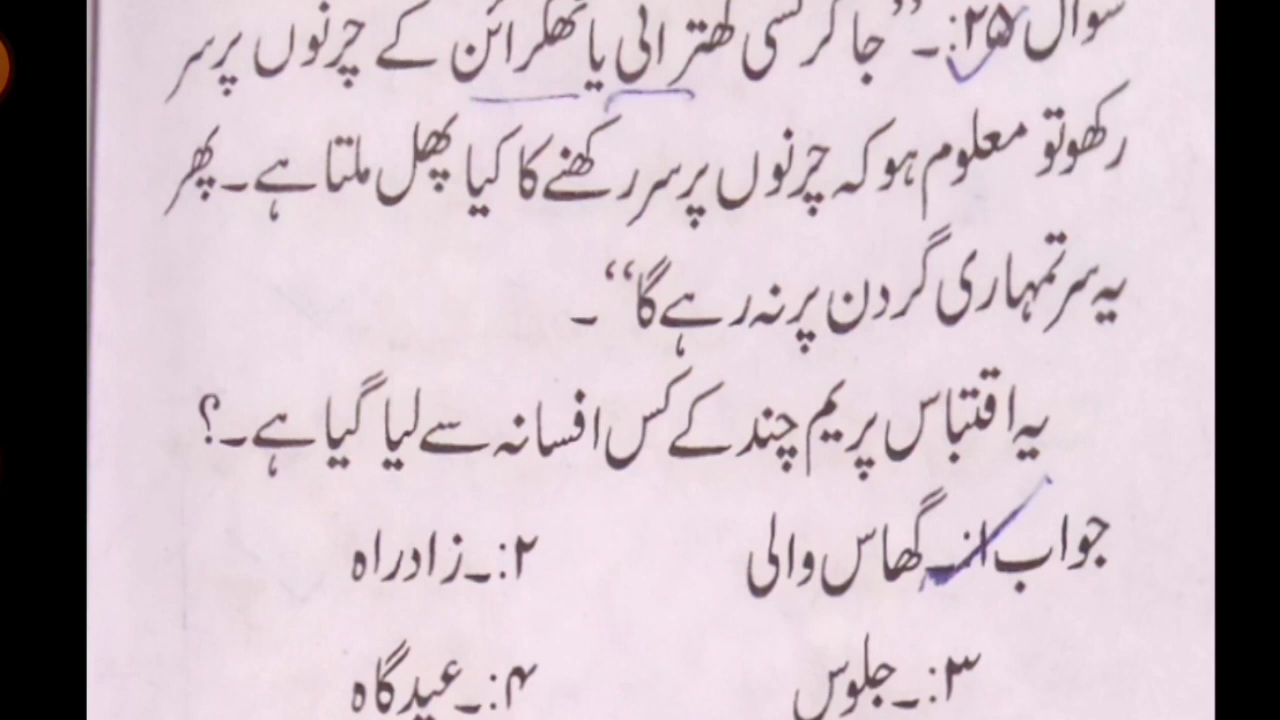 سوال ۲۵:۔ ’’جا کر کسی کھترانی یا ٹھکرائن کے چرنوں پر سر
رکھو تو معلوم ہو کہ چرنوں پر سر رکھنے کا کیا پھل ملتا ہے۔ پھر
یہ سر تمہاری گردن پر نہ رہے گا‘‘۔
یہ اقتباس پریم چند کے کس افسانہ سے لیا گیا ہے۔؟
جواب ۱:۔ گھاس والی ۲:۔ زادراہ
۳:۔ جلوس ۴:۔ عیدگاہ